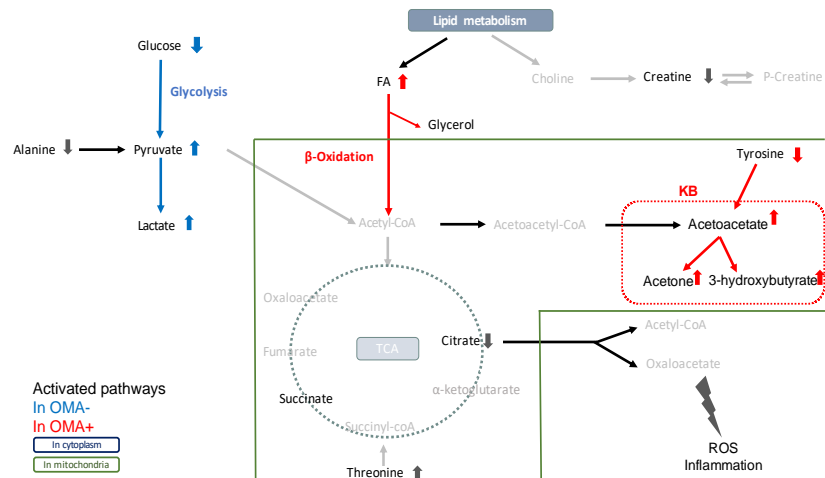 Lipid metabolism
Glucose
FA
Choline
Creatine
P-Creatine
Glycolysis
Glycerol
Alanine
Pyruvate
β-Oxidation
Tyrosine
KB
Lactate
Acetyl-CoA
Acetoacetyl-CoA
Acetoacetate
Acetone
3-hydroxybutyrate
Oxaloacetate
Acetyl-CoA
Fumarate
TCA
Citrate
Oxaloacetate
Activated pathways
In OMA-
In OMA+
In cytoplasm
In mitochondria
Succinate
α-ketoglutarate
Succinyl-coA
Threonine
ROS
Inflammation